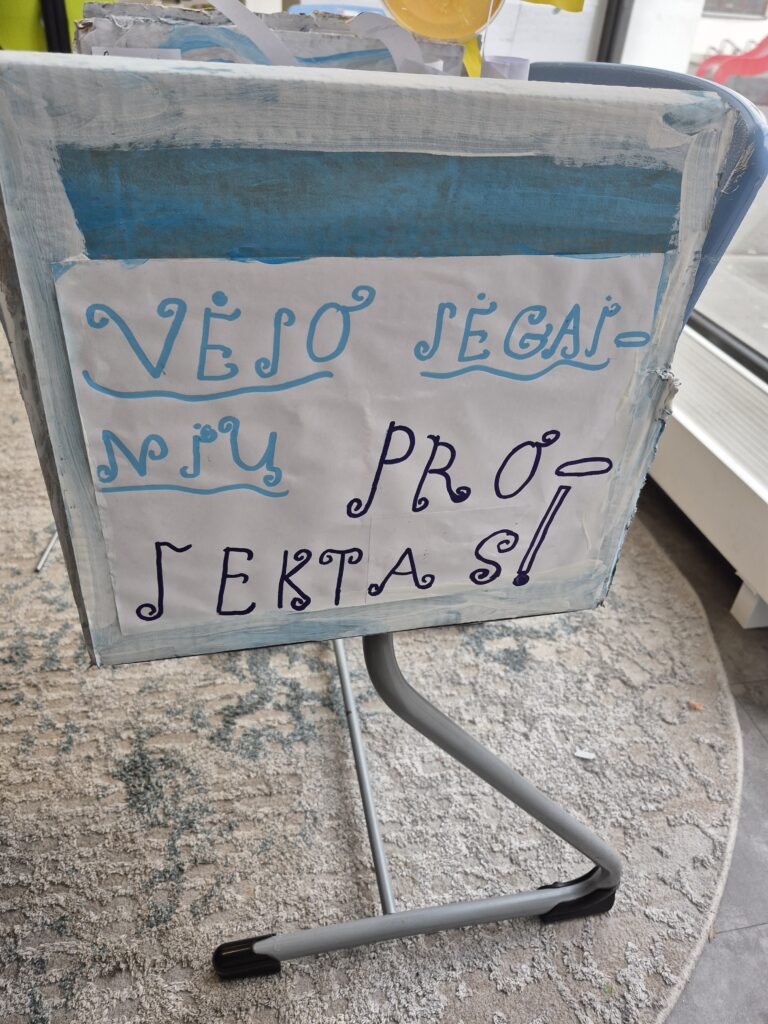 VĖJO JĖGAI-
NIŲ PRO-
JEKTAS!